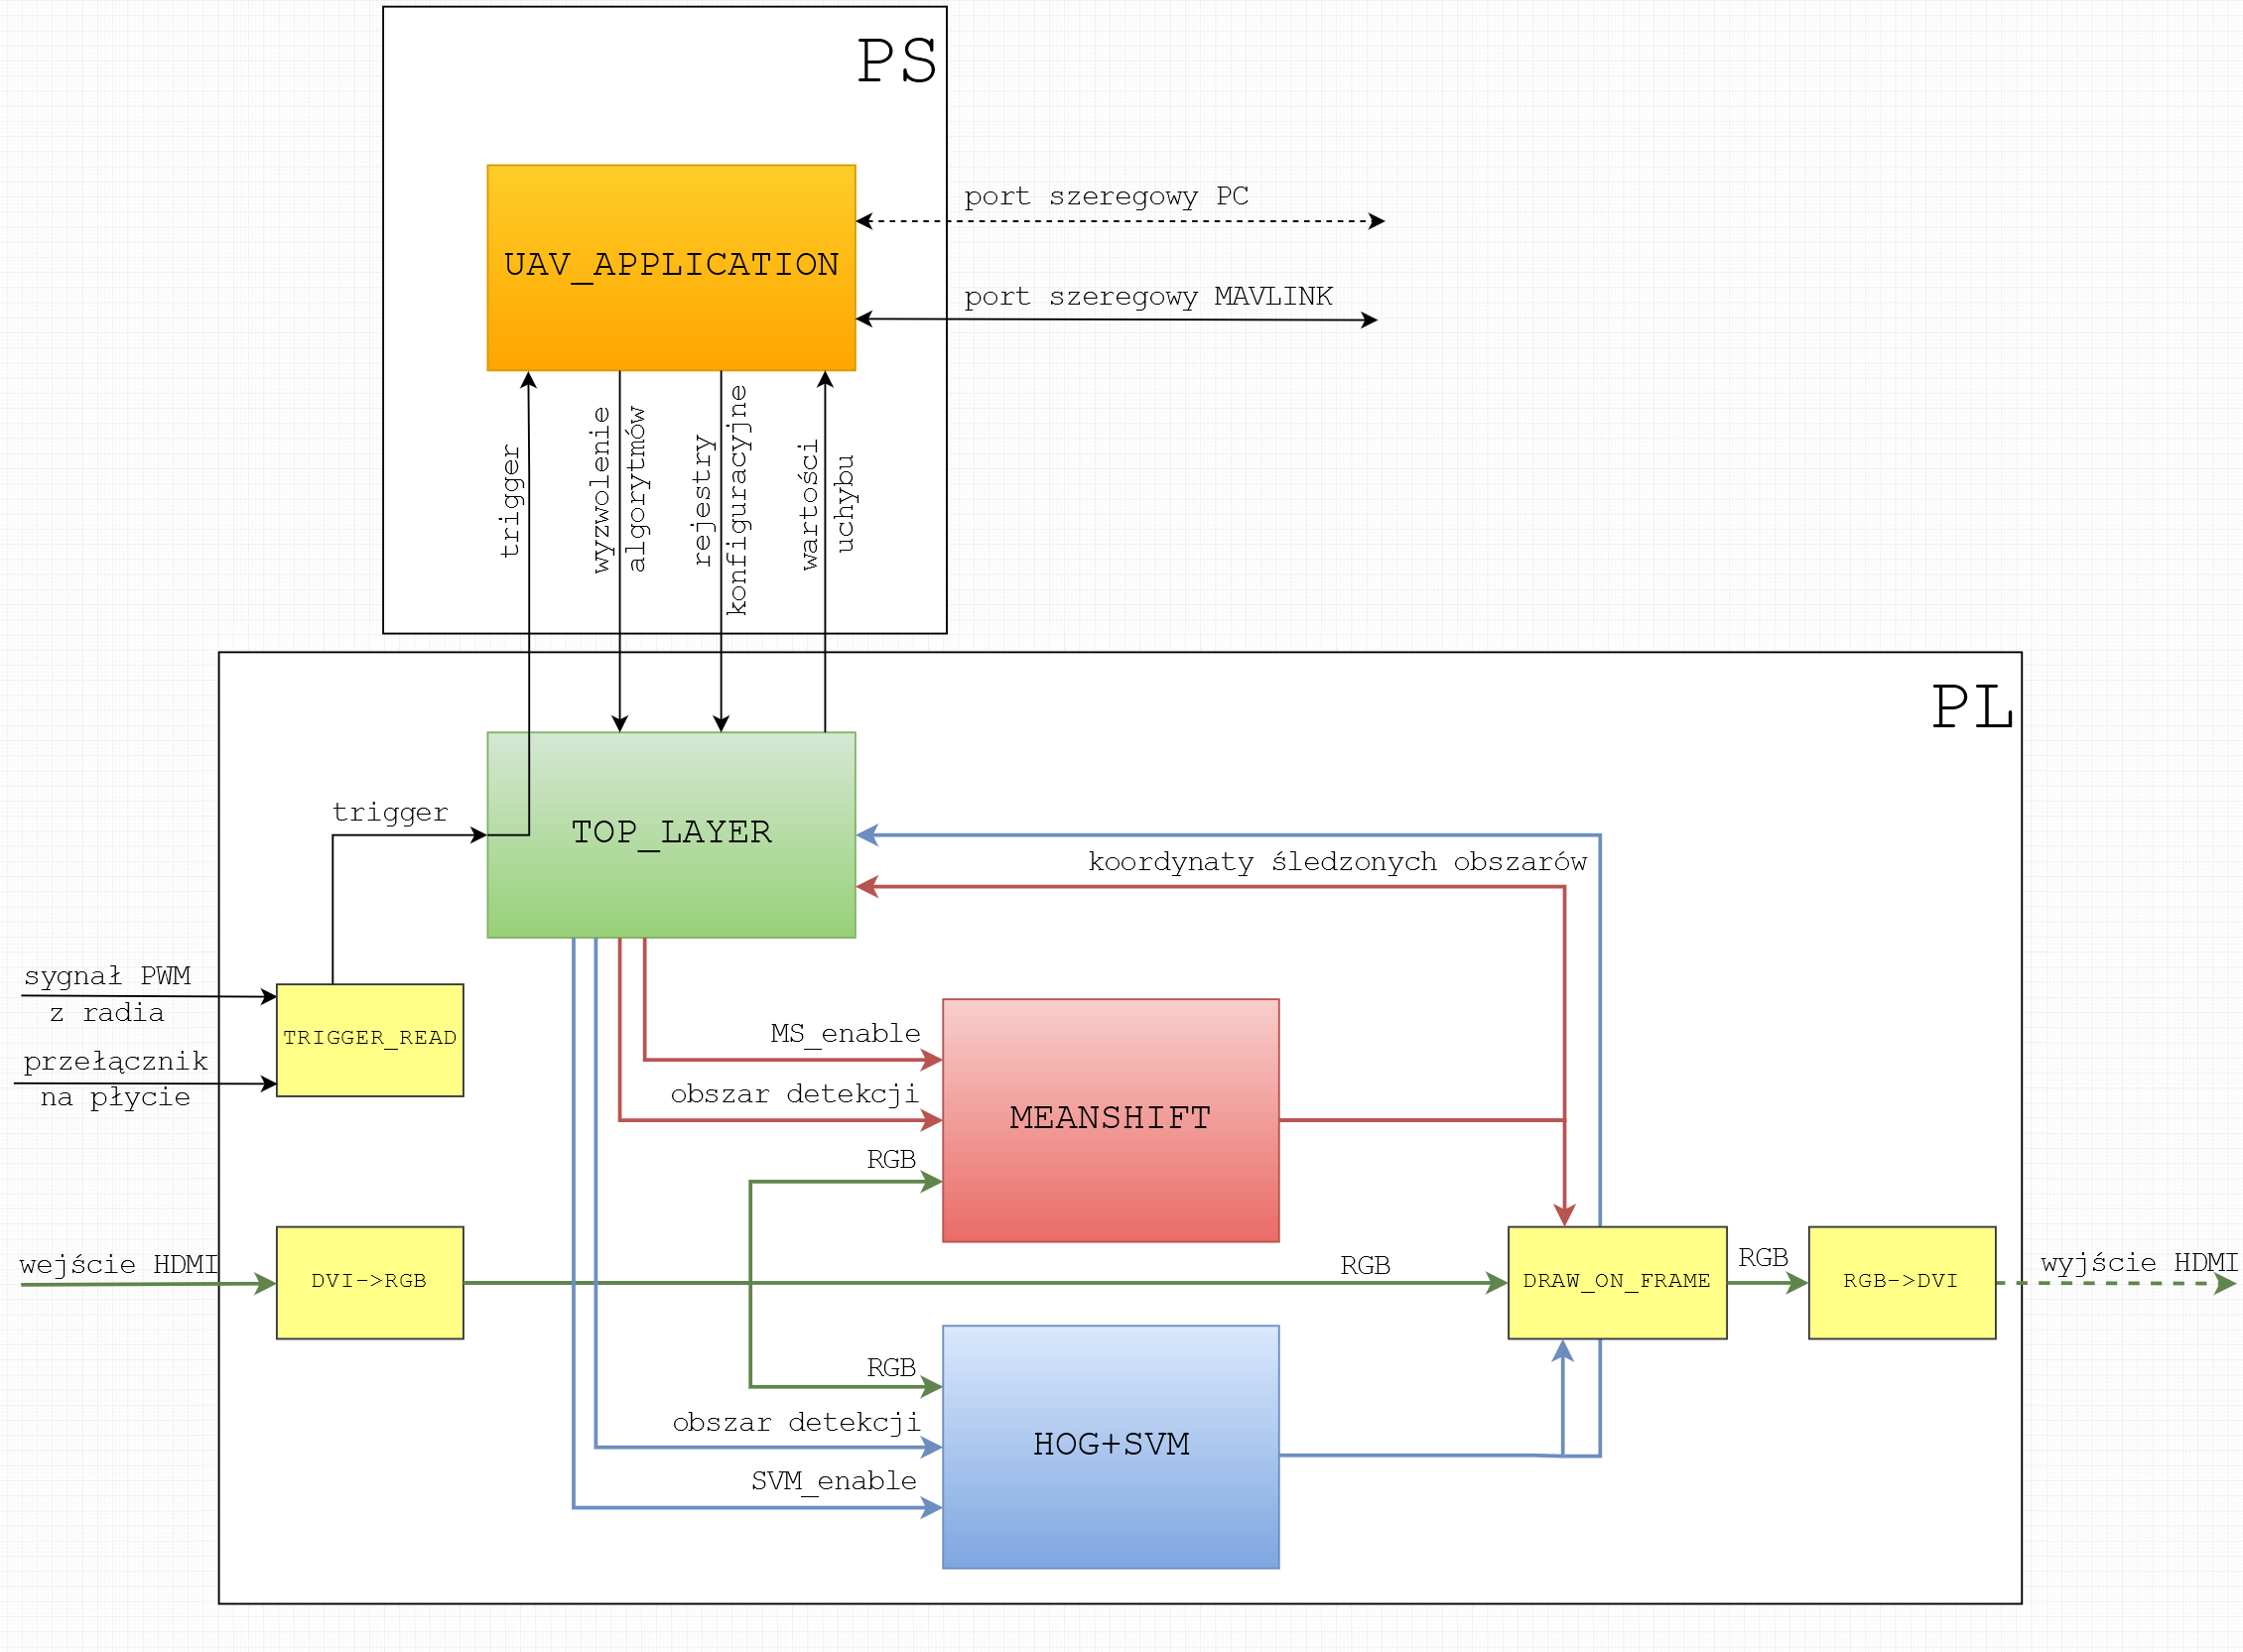 PS
port szeregowy PC
UAV_APPLICATION
port szeregowy MAVLINK
trigger
wyzwolenie
algorytmów
rejestry
konfiguracyjne
wartości
uchybu
PL
trigger
TOP_LAYER
koordynaty śledzonych obszarów
sygnał PWM
z radia
TRIGGER_READ
przełącznik
na płycie
MS_enable
obszar detekcji
MEANSHIFT
RGB
wejście HDMI
DVI->RGB
RGB
DRAW_ON_FRAME
RGB
RGB->DVI
wyjście HDMI
RGB
obszar detekcji
HOG+SVM
SVM_enable